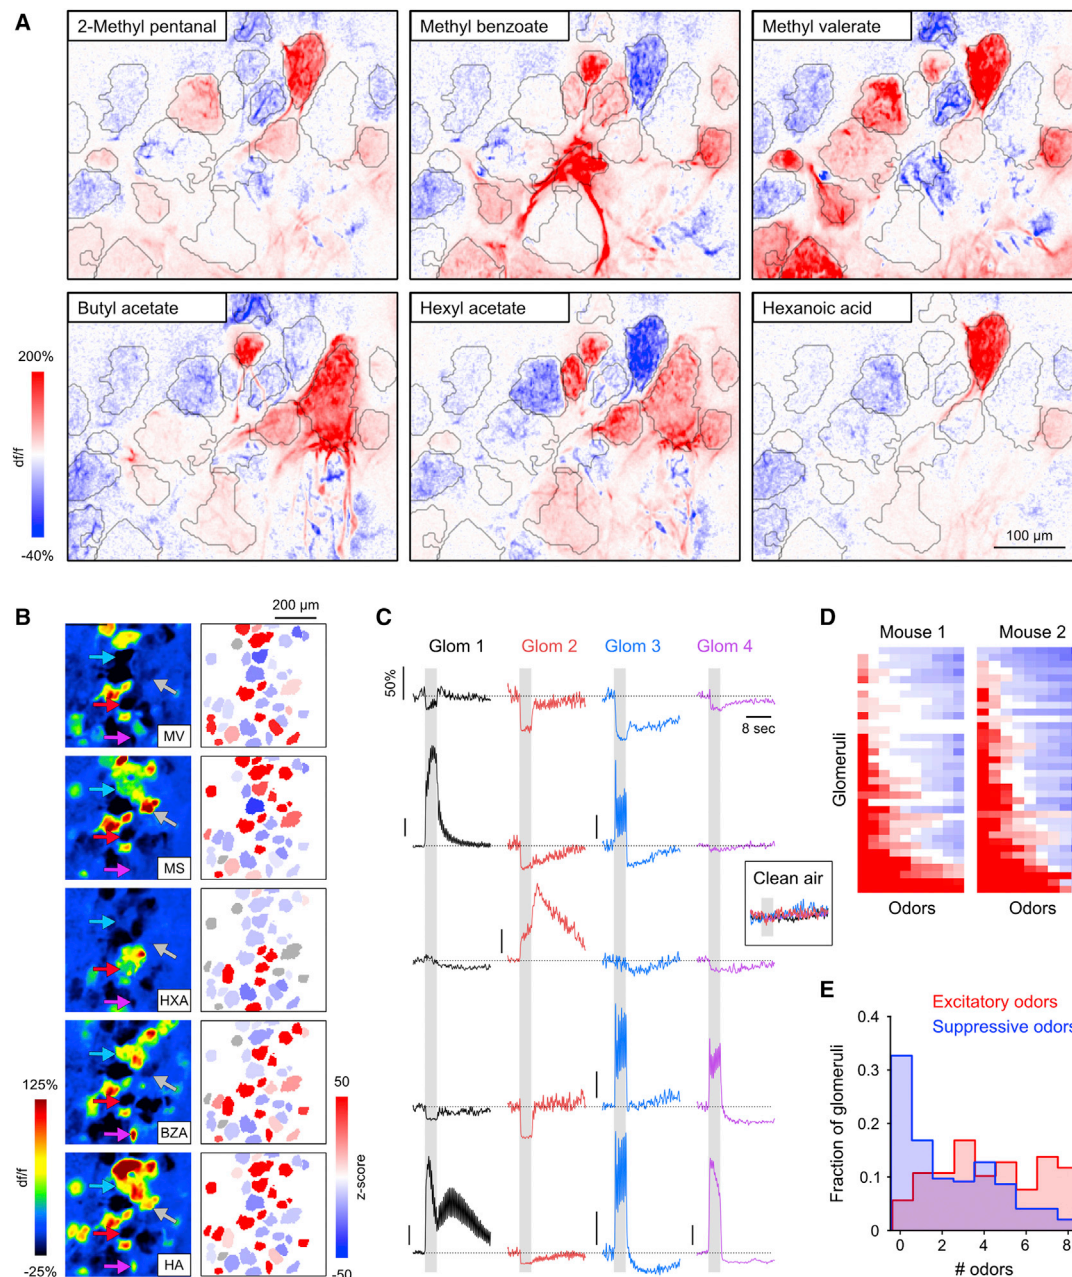 A
2-Methyl pentanal
Methyl benzoate
Methyl valerate
Butyl acetate
Hexyl acetate
Hexanoic acid
200%
df/f
-40%
100 µm
B
200 µm
MV
MS
HXA
BZA
HA
125%
df/f
-25%
50
z-score
-50
C
Glom 1
Glom 2
Glom 3
Glom 4
50%
8 sec
Clean air
D
Mouse 1
Mouse 2
Glomeruli
Odors
Odors
E
Excitatory odors
Suppressive odors
0.4
0.3
0.2
0.1
0
Fraction of glomeruli
0
2
4
6
8
# odors